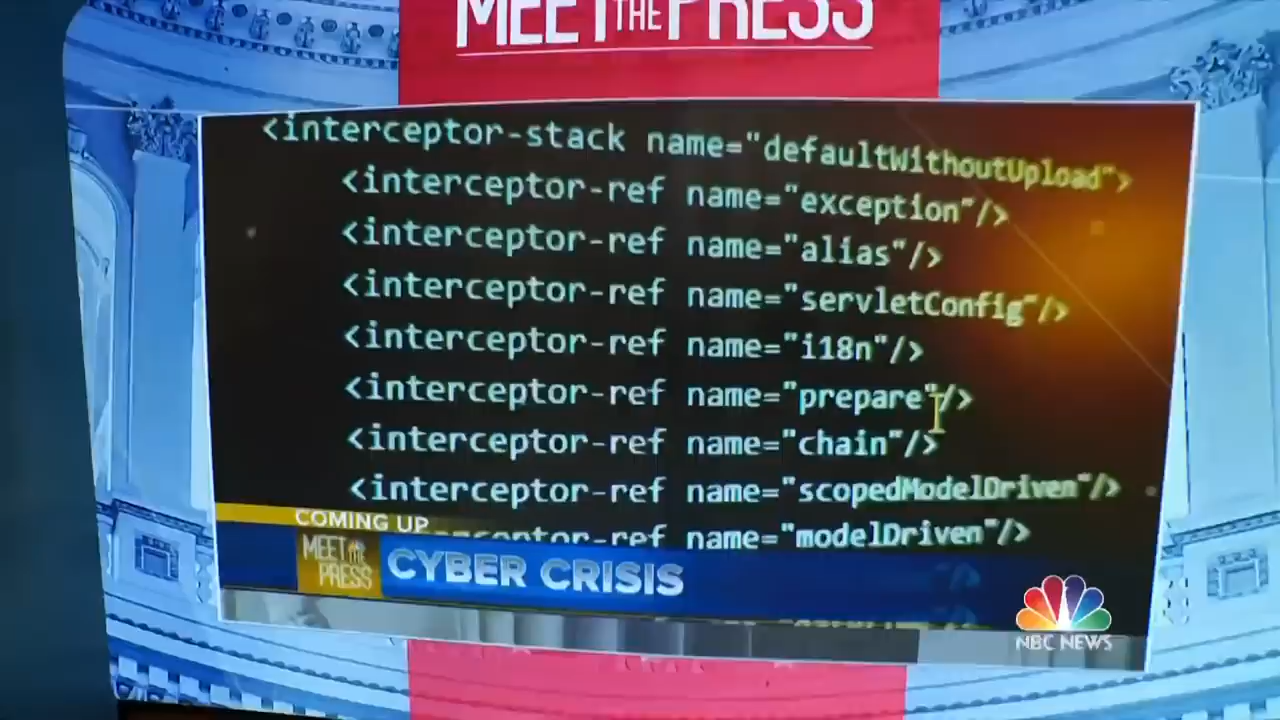 MEET THE PRESS
<interceptor-stack name="defaultWithoutUpload">
<interceptor-ref name="exception"/>
<interceptor-ref name="alias"/>
<interceptor-ref name="servletConfig"/>
<interceptor-ref name="i18n"/>
<interceptor-ref name="prepare"/>
<interceptor-ref name="chain"/>
<interceptor-ref name="scopedModelDriven"/>
name="modelDriven"/>
COMING UP
MEET THE PRESS
CYBER CRISIS
NBC NEWS